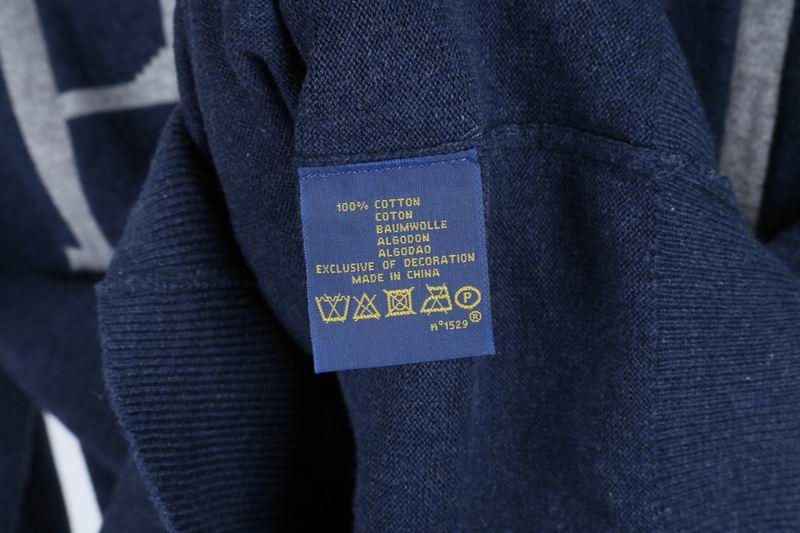 100% COTTON
COTON
BAUMWOLLE
ALGODON
ALGODAO
EXCLUSIVE OF DECORATION
MADE IN CHINA
P
n°1529 ®